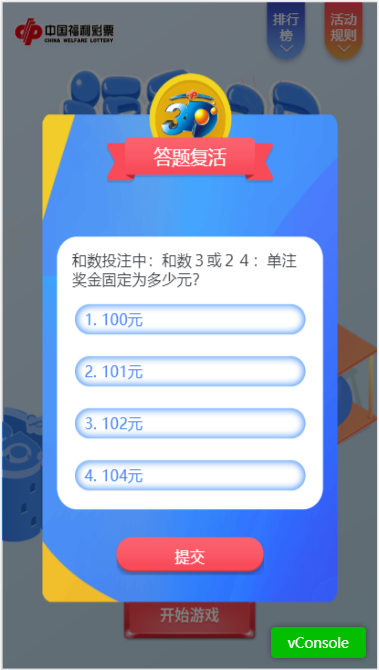 中国福利彩票
CHINA WELFARE LOTTERY
排行
榜
活动
规则
3D
答题复活
和数投注中：和数３或２４：单注
奖金固定为多少元?
1. 100元
2. 101元
3. 102元
4. 104元
提交
开始游戏
vConsole